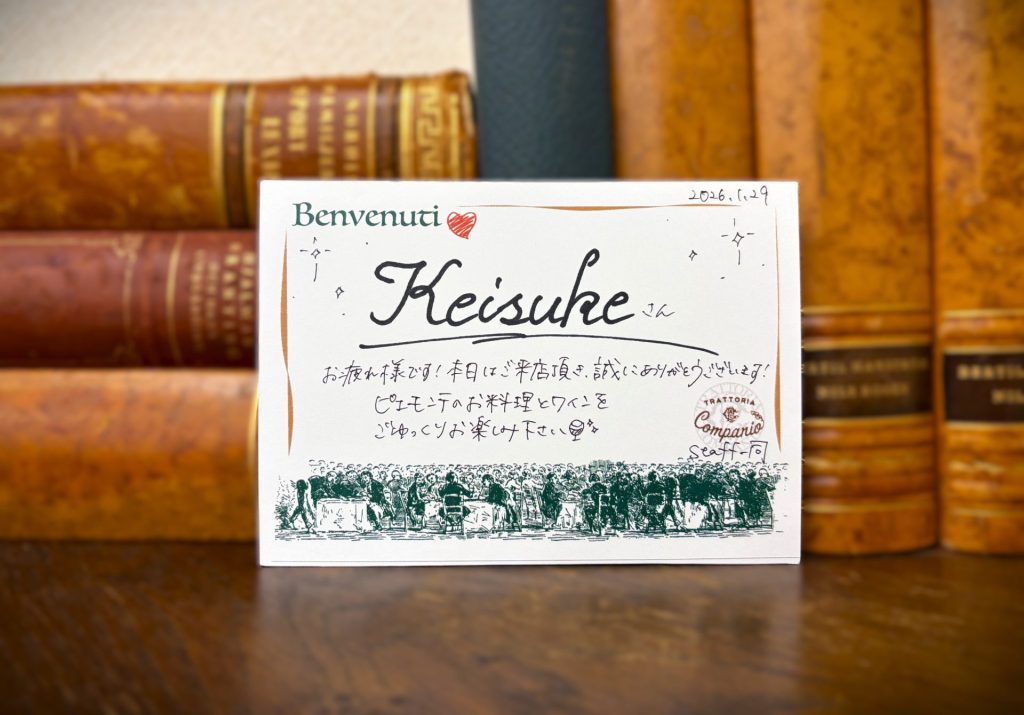 2026.1.29
Benvenuti
Keisuke さん
お疲れ様です！本日はご来店頂き、誠にありがとうございます！
ピエモンテのお料理とワインを
ごゆっくりお楽しみ下さい
TRATTORIA
Companio
staff一同